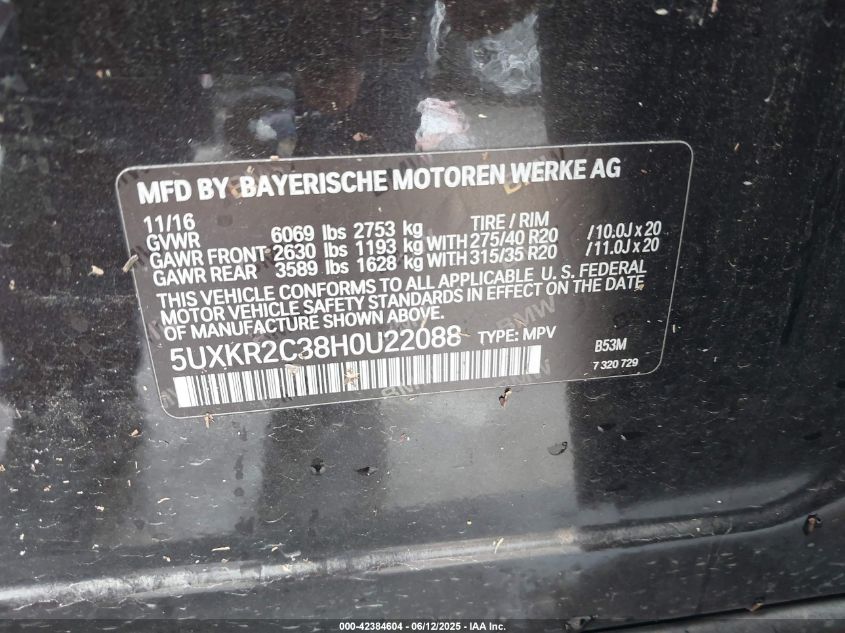 MFD BY BAYERISCHE MOTOREN WERKE AG
11/16 TIRE / RIM
GVWR 6069 lbs 2753 kg
GAWR FRONT 2630 lbs 1193 kg WITH 275/40 R20 /10.0J x 20
GAWR REAR 3589 lbs 1628 kg WITH 315/35 R20 /11.0J x 20
THIS VEHICLE CONFORMS TO ALL APPLICABLE U.S. FEDERAL
MOTOR VEHICLE SAFETY STANDARDS IN EFFECT ON THE DATE
OF MANUFACTURE SHOWN ABOVE.
5UXKR2C38H0U22088 TYPE: MPV B53M
7 320 729
000-42384604 - 06/12/2025 - IAA Inc.